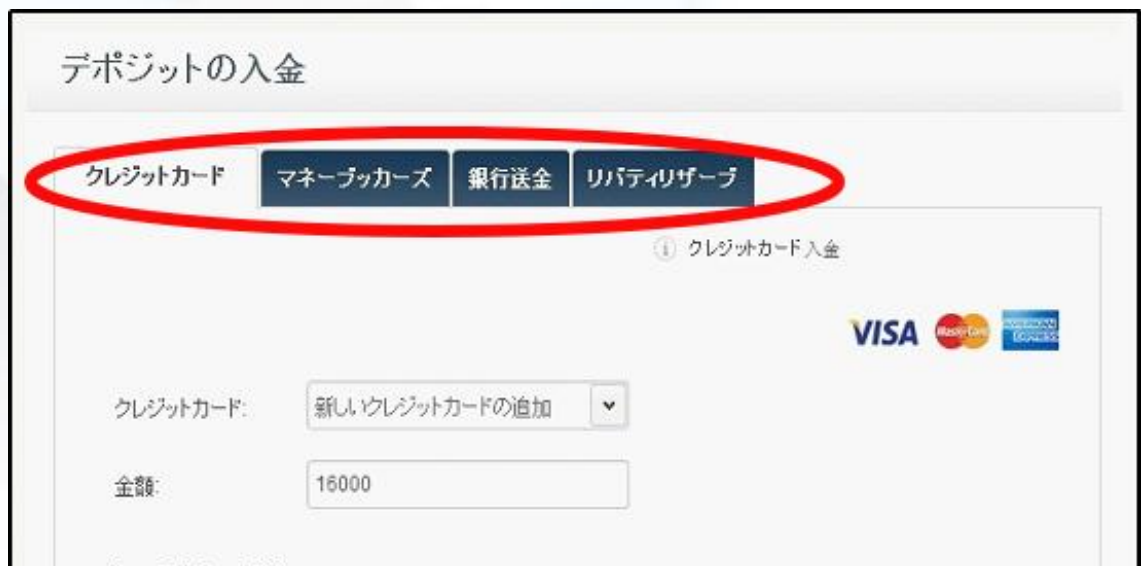 デポジットの入金
クレジットカード マネーブッカーズ 銀行送金 リバティリザーブ
クレジットカード入金
VISA MasterCard AMERICAN EXPRESS
クレジットカード: 新しいクレジットカードの追加
金額: 16000